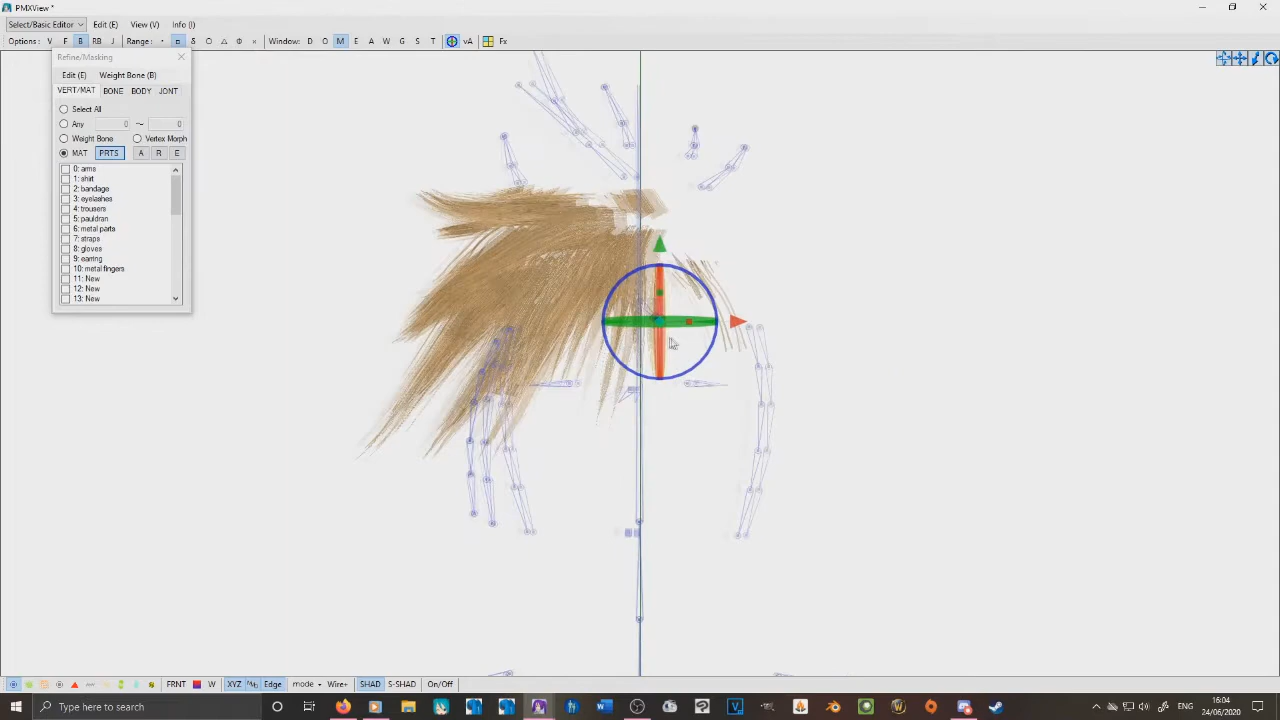 PMXView *
Select/Basic Editor Edit (E) View (V) Info (I)
Options: V F B RB J Range: Window: D O M E A W G S T vA Fx
Refine/Masking
Edit (E) Weight Bone (B)
VERT/MAT BONE BODY JONT
Select All
Any 0 ~ 0
Weight Bone Vertex Morph
MAT PRTS A R E
0: arms
1: shirt
2: bandage
3: eyelashes
4: trousers
5: pauldran
6: metal parts
7: straps
8: gloves
9: earring
10: metal fingers
11: New
12: New
13: New
FRNT W XYZ Edge mode Wire+ SHAD S-SHAD On/Off
Type here to search
16:04
ENG
24/06/2020